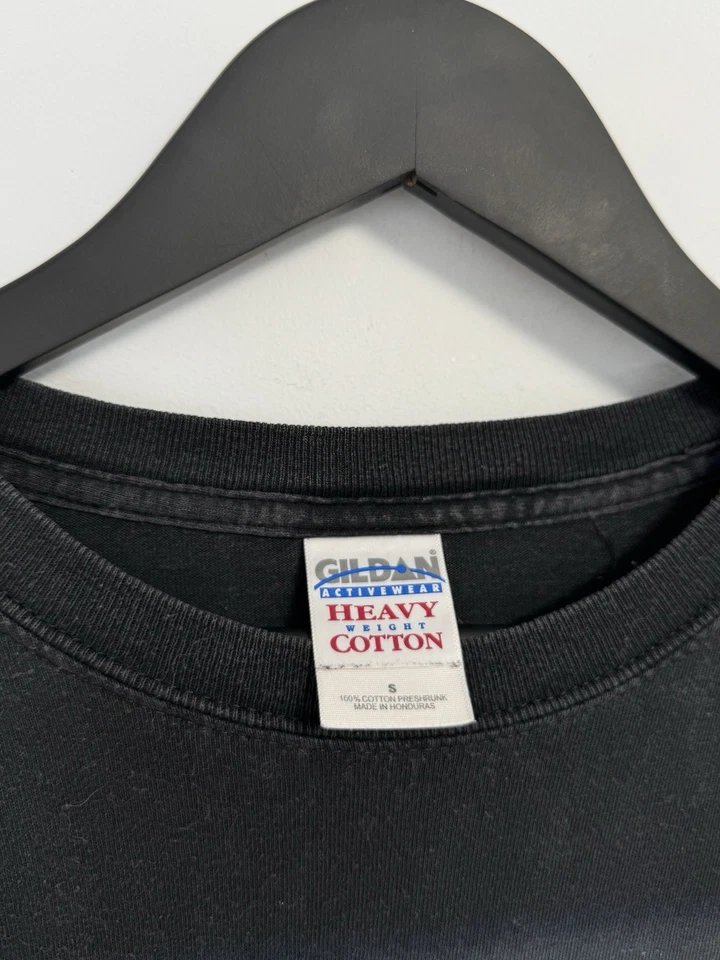 GILDAN®
ACTIVEWEAR
HEAVY
WEIGHT
COTTON
S
100% COTTON PRESHRUNK
MADE IN HONDURAS